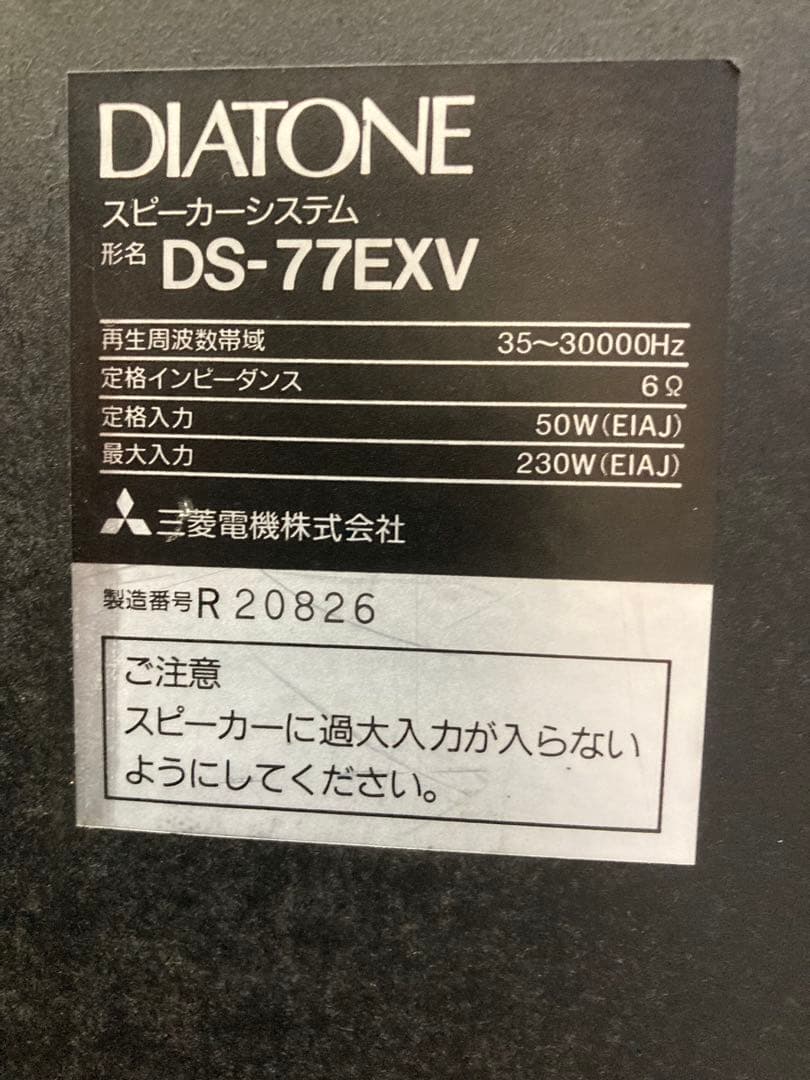 DIATONE
スピーカーシステム
形名 DS-77EXV
再生周波数帯域 35～30000Hz
定格インピーダンス 6Ω
定格入力 50W(EIAJ)
最大入力 230W(EIAJ)
三菱電機株式会社
製造番号 R 20826
ご注意
スピーカーに過大入力が入らない
ようにしてください。